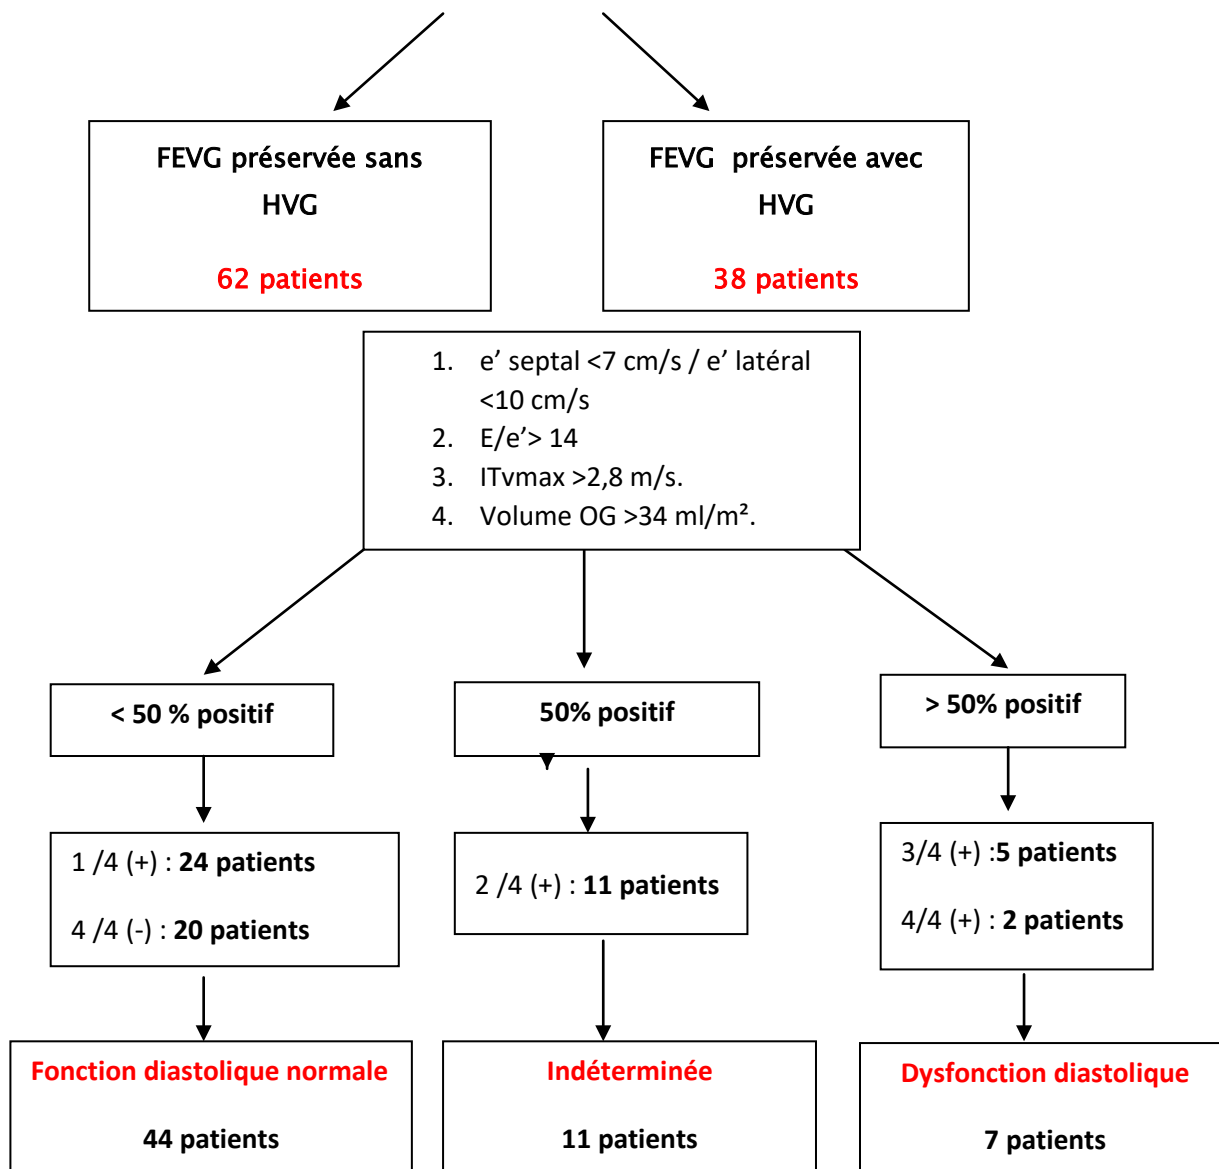 FEVG préservée sans
HVG
62 patients
FEVG préservée avec
HVG
38 patients
1. e’ septal <7 cm/s / e’ latéral
<10 cm/s
2. E/e’> 14
3. ITvmax >2,8 m/s.
4. Volume OG >34 ml/m².
< 50 % positif
50% positif
> 50% positif
1 /4 (+) : 24 patients
4 /4 (-) : 20 patients
2 /4 (+) : 11 patients
3/4 (+) :5 patients
4/4 (+) : 2 patients
Fonction diastolique normale
44 patients
Indéterminée
11 patients
Dysfonction diastolique
7 patients